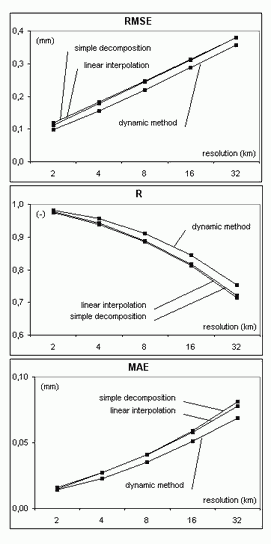 RMSE
0,4
(mm)
simple decomposition
0,3
linear interpolation
0,2
dynamic method
0,1
resolution (km)
0,0
2 4 8 16 32
R
1,0
(-)
dynamic method
0,9
0,8
linear interpolation
simple decomposition
0,7
resolution (km)
0,6
2 4 8 16 32
MAE
0,10
(mm)
simple decomposition
linear interpolation
0,05
dynamic method
resolution (km)
0,00
2 4 8 16 32